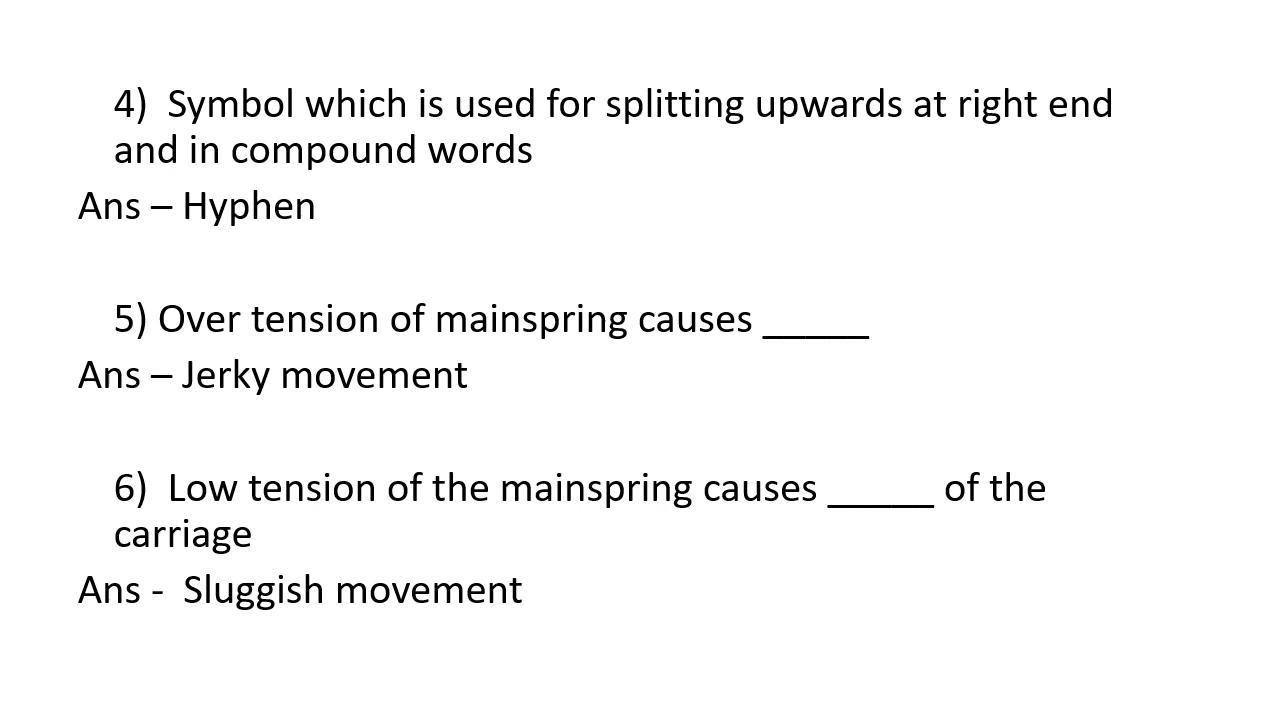 4)  Symbol which is used for splitting upwards at right end
and in compound words
Ans – Hyphen
5) Over tension of mainspring causes _____
Ans – Jerky movement
6)  Low tension of the mainspring causes _____ of the
carriage
Ans -  Sluggish movement